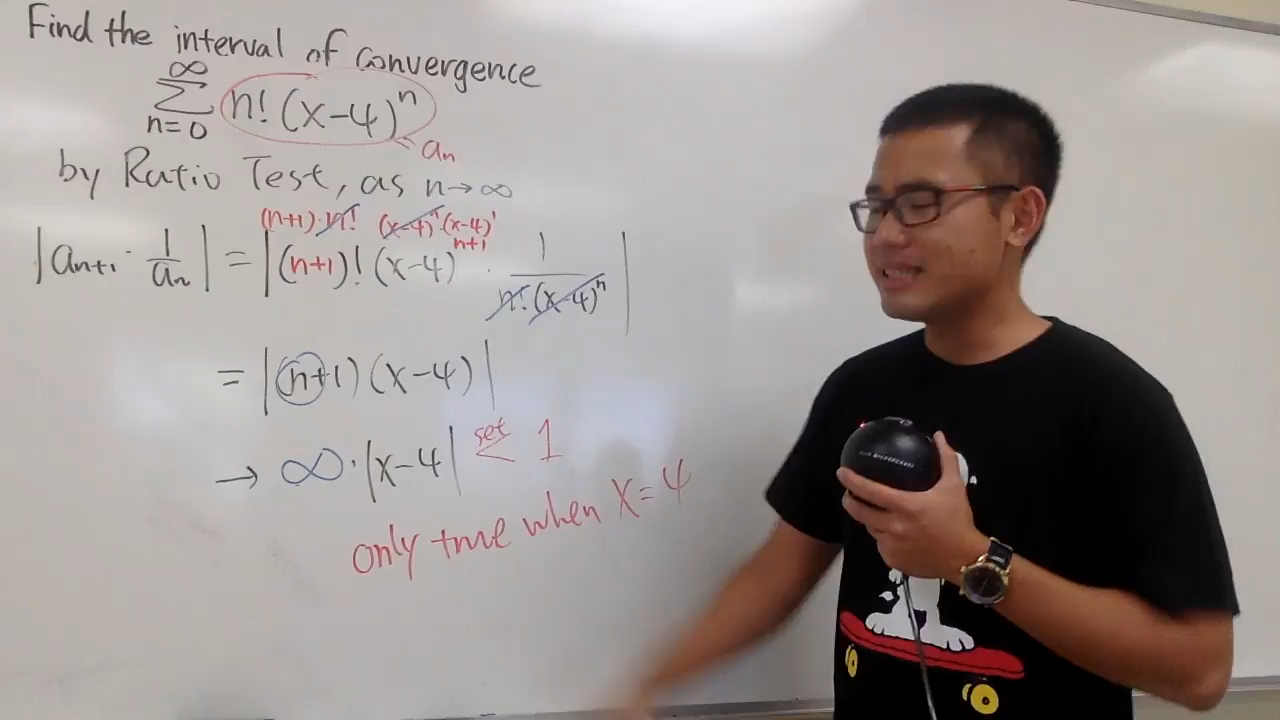 Find the interval of convergence
∞
∑ n! (x-4)^n
n=0
a_n
by Ratio Test, as n→∞
(n+1)·n! (x-4)^n·(x-4)^1
|a_{n+1} · 1/a_n| = |(n+1)! (x-4)^{n+1} · 1/(n!·(x-4)^n)|
= |(n+1)(x-4)|
→ ∞·|x-4| set < 1
only true when x=4